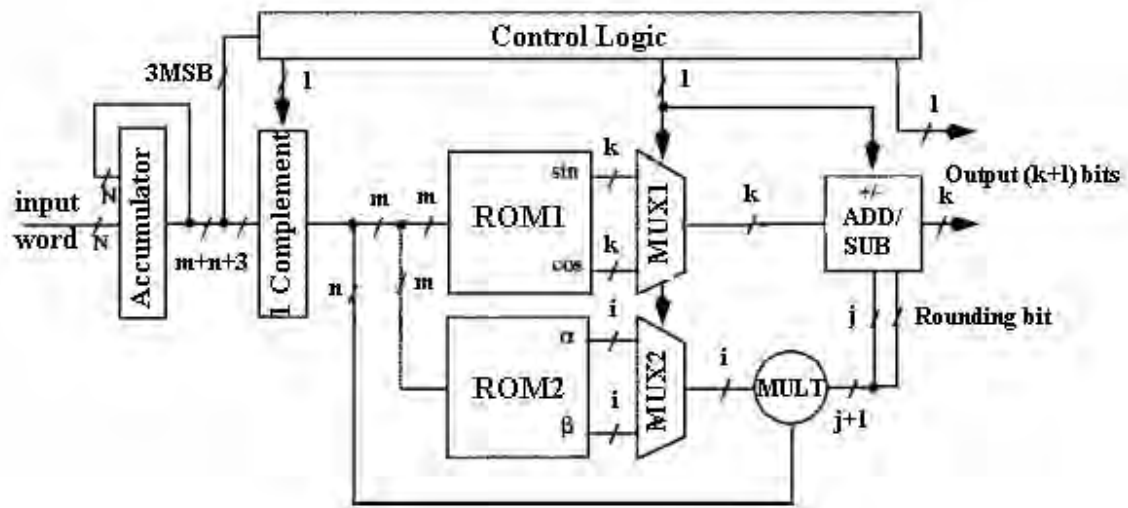 Control Logic
3MSB
1
1
1
Accumulator
1 Complement
input
word
N
N
m+n+3
m
m
m
n
ROM1
sin
cos
k
k
MUX1
k
+/-
ADD/
SUB
Output (k+1) bits
k
ROM2
α
β
i
i
MUX2
i
MULT
j+1
j
Rounding bit